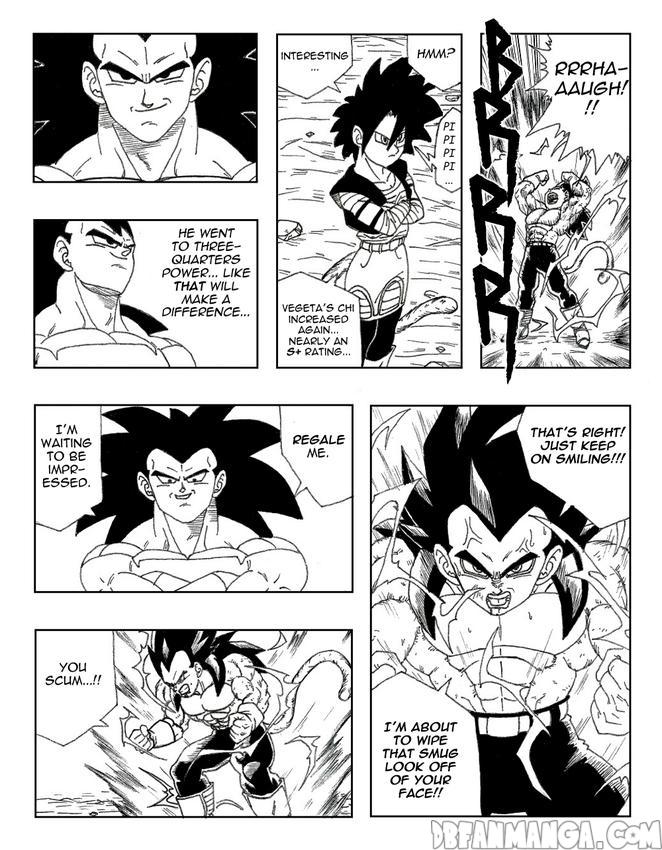 RRRHA-
AAUGH!
!!
BRRRR
HMM?
PI
PI
PI
PI
...
INTERESTING
...
VEGETA'S CHI
INCREASED
AGAIN...
NEARLY AN
S+ RATING...
HE WENT
TO THREE-
QUARTERS
POWER... LIKE
THAT WILL
MAKE A
DIFFERENCE...
THAT'S RIGHT!
JUST KEEP
ON SMILING!!!
I'M ABOUT
TO WIPE
THAT SMUG
LOOK OFF
OF YOUR
FACE!!
REGALE
ME.
I'M
WAITING
TO BE
IMPR-
ESSED.
YOU
SCUM...!!
DBFANMANGA.COM